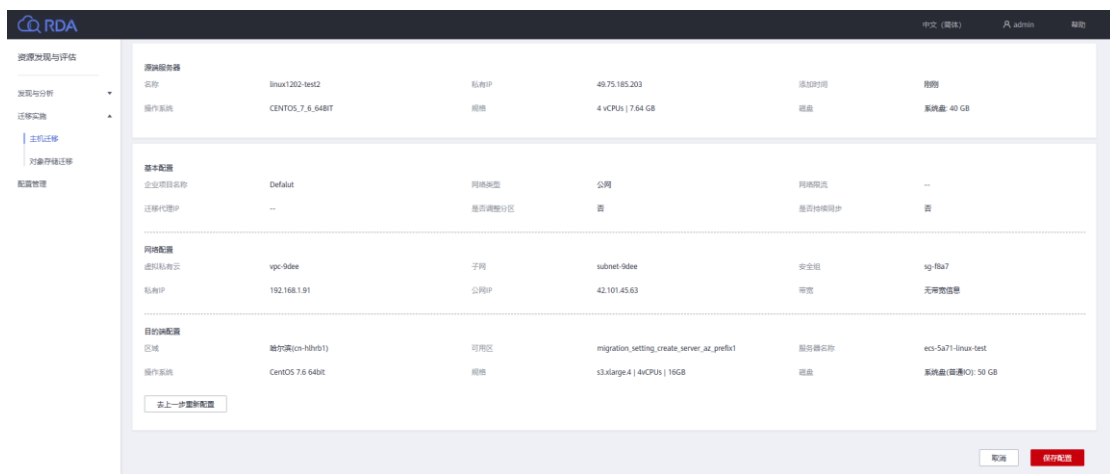 RDA 中文（简体） admin 帮助
资源发现与评估
发现与分析
迁移实施
主机迁移
对象存储迁移
配置管理
源端服务器
名称 linux1202-test2 私有IP 49.75.185.203 添加时间 刚刚
操作系统 CENTOS_7_6_64BIT 规格 4 vCPUs | 7.64 GB 磁盘 系统盘: 40 GB
基本配置
企业项目名称 Defalut 网络类型 公网 网络限流 --
迁移代理IP -- 是否调整分区 否 是否持续同步 否
网络配置
虚拟私有云 vpc-9dee 子网 subnet-9dee 安全组 sg-f8a7
私有IP 192.168.1.91 公网IP 42.101.45.63 带宽 无带宽信息
目的端配置
区域 哈尔滨(cn-hlhrb1) 可用区 migration_setting_create_server_az_prefix1 服务器名称 ecs-5a71-linux-test
操作系统 CentOS 7.6 64bit 规格 s3.xlarge.4 | 4vCPUs | 16GB 磁盘 系统盘(普通IO): 50 GB
去上一步重新配置
取消 保存配置